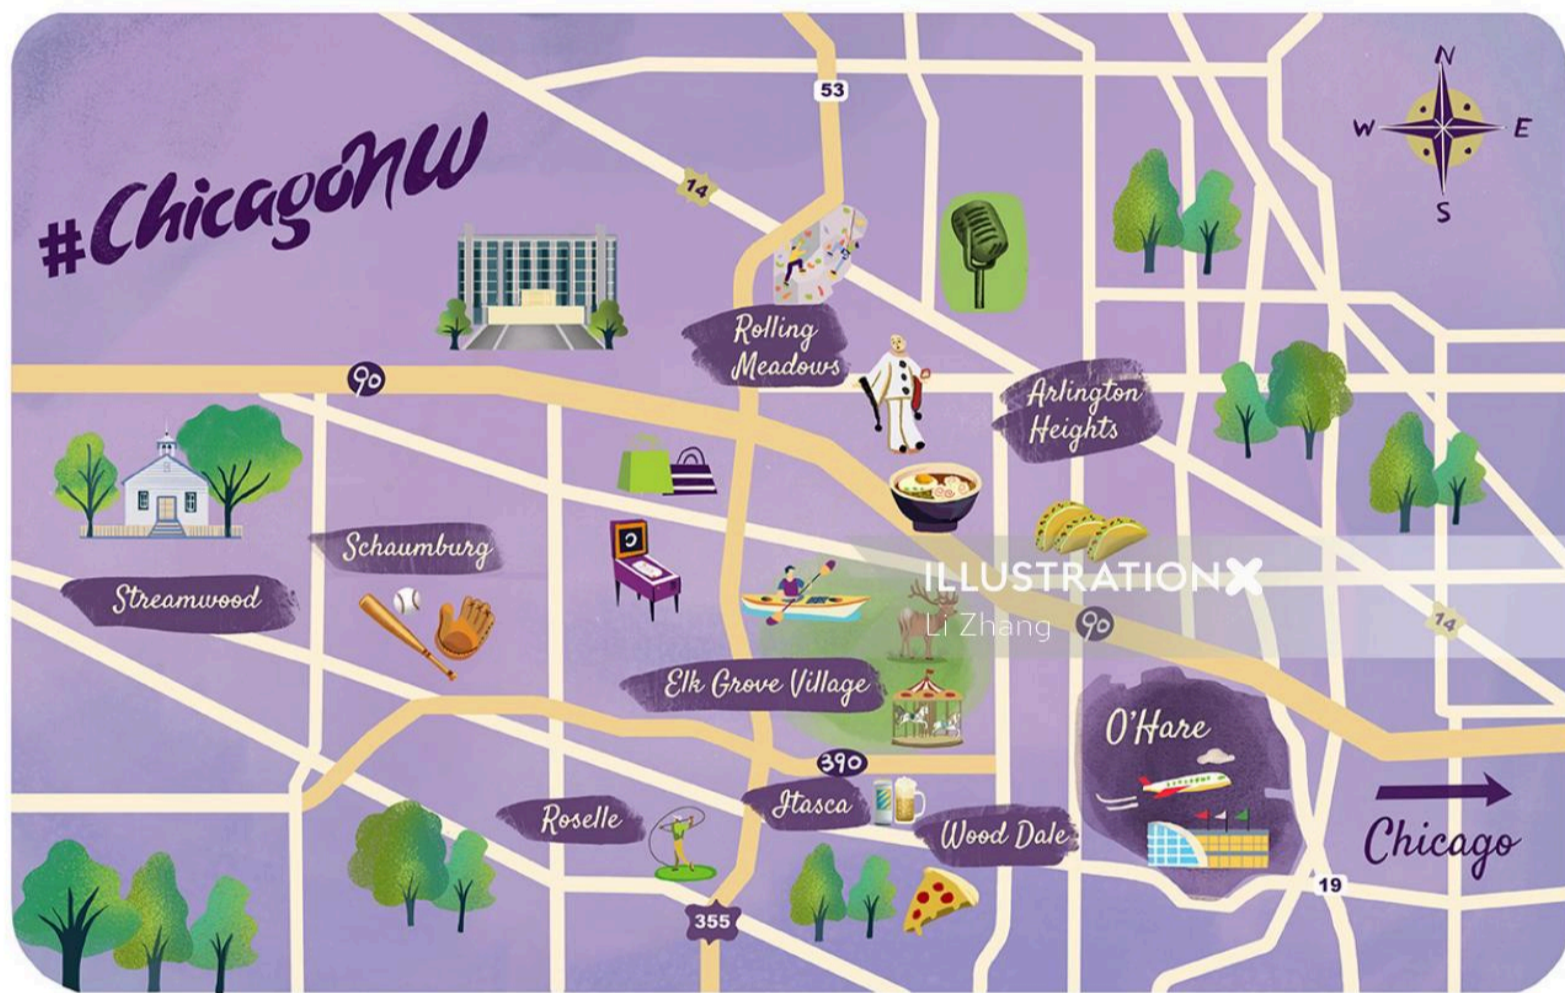 #ChicagoNW
N
W E
S
53
14
Rolling
Meadows
90
Arlington
Heights
Schaumburg
Streamwood
ILLUSTRATIONX
Li Zhang
90
14
Elk Grove Village
O'Hare
390
Itasca
Roselle
Wood Dale
Chicago
19
355